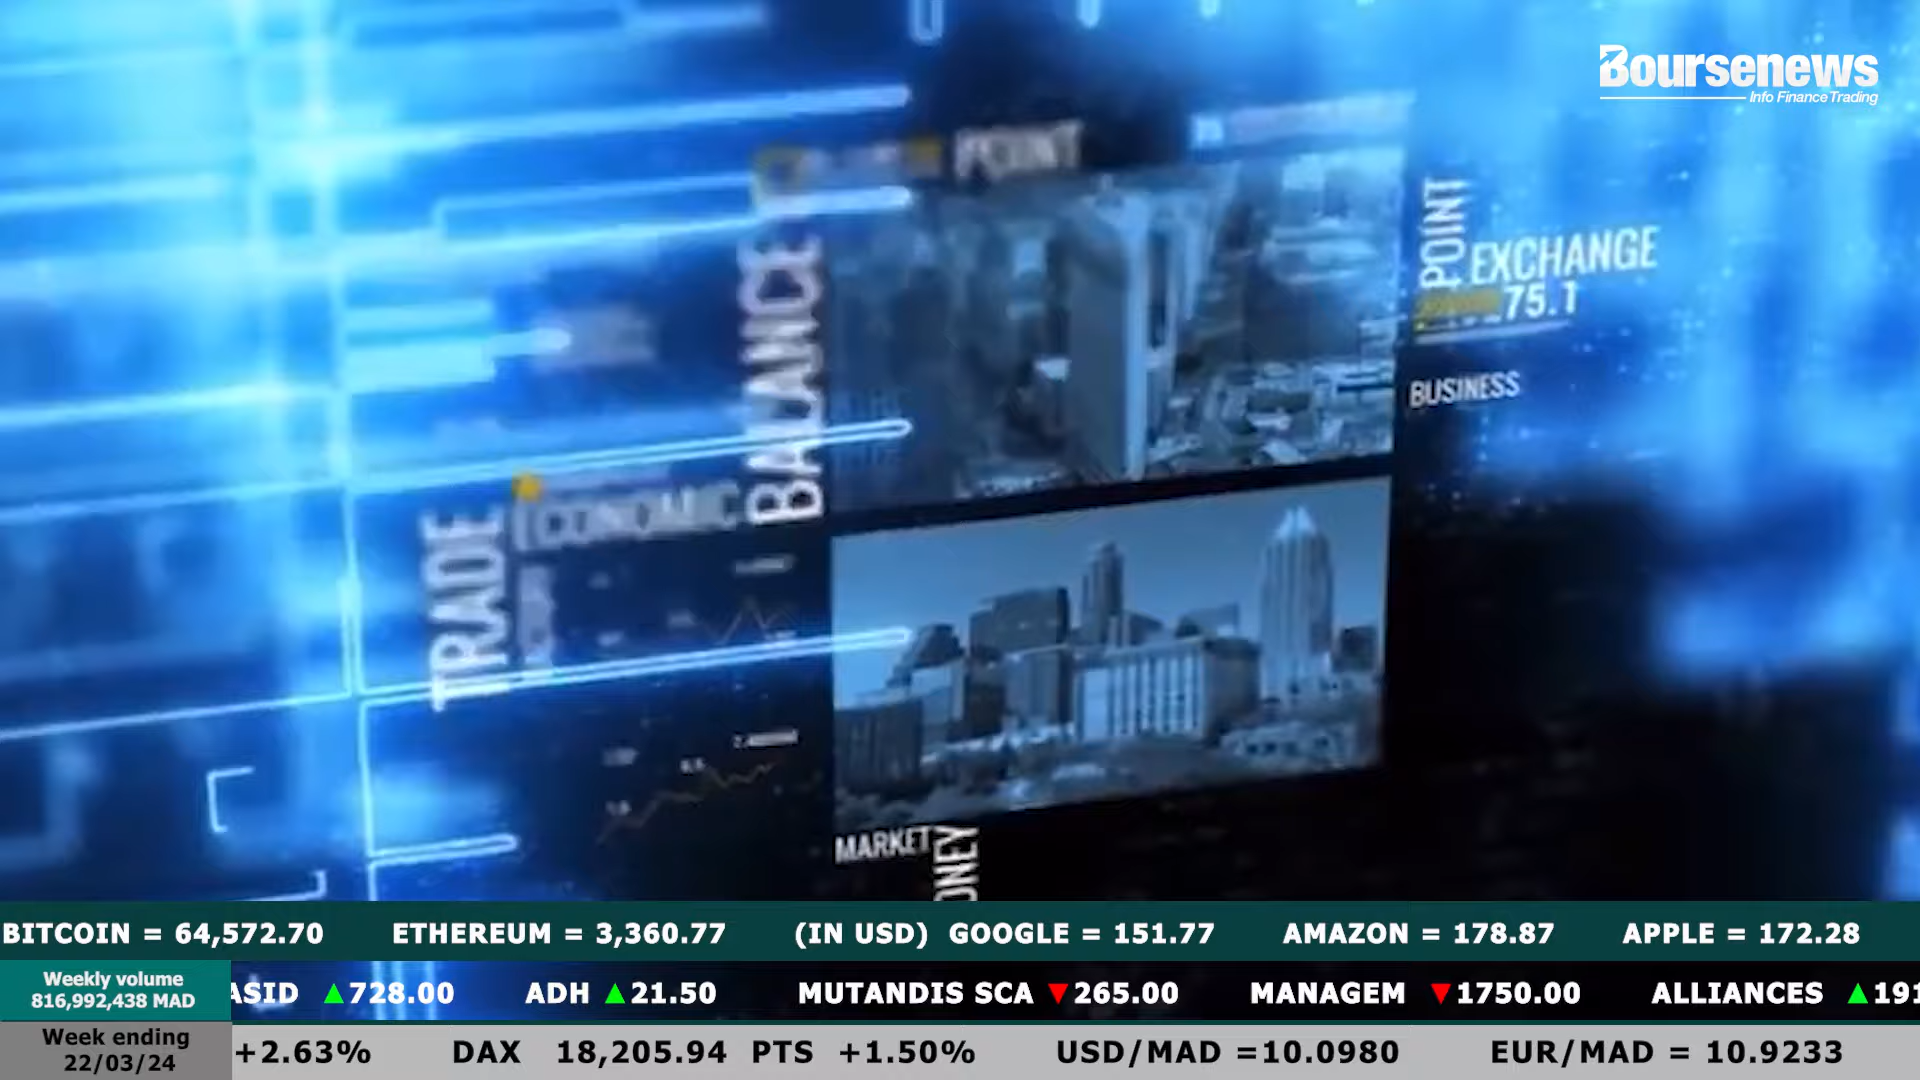 Boursenews
Info Finance Trading
POINT
POINT
EXCHANGE
75.1
BUSINESS
BALANCE
ECONOMIC
TRADE
MARKET
BITCOIN = 64,572.70 ETHEREUM = 3,360.77 (IN USD) GOOGLE = 151.77 AMAZON = 178.87 APPLE = 172.28
Weekly volume
816,992,438 MAD
ASID ▲728.00 ADH ▲21.50 MUTANDIS SCA ▼265.00 MANAGEM ▼1750.00 ALLIANCES ▲191
Week ending
22/03/24
+2.63% DAX 18,205.94 PTS +1.50% USD/MAD =10.0980 EUR/MAD = 10.9233